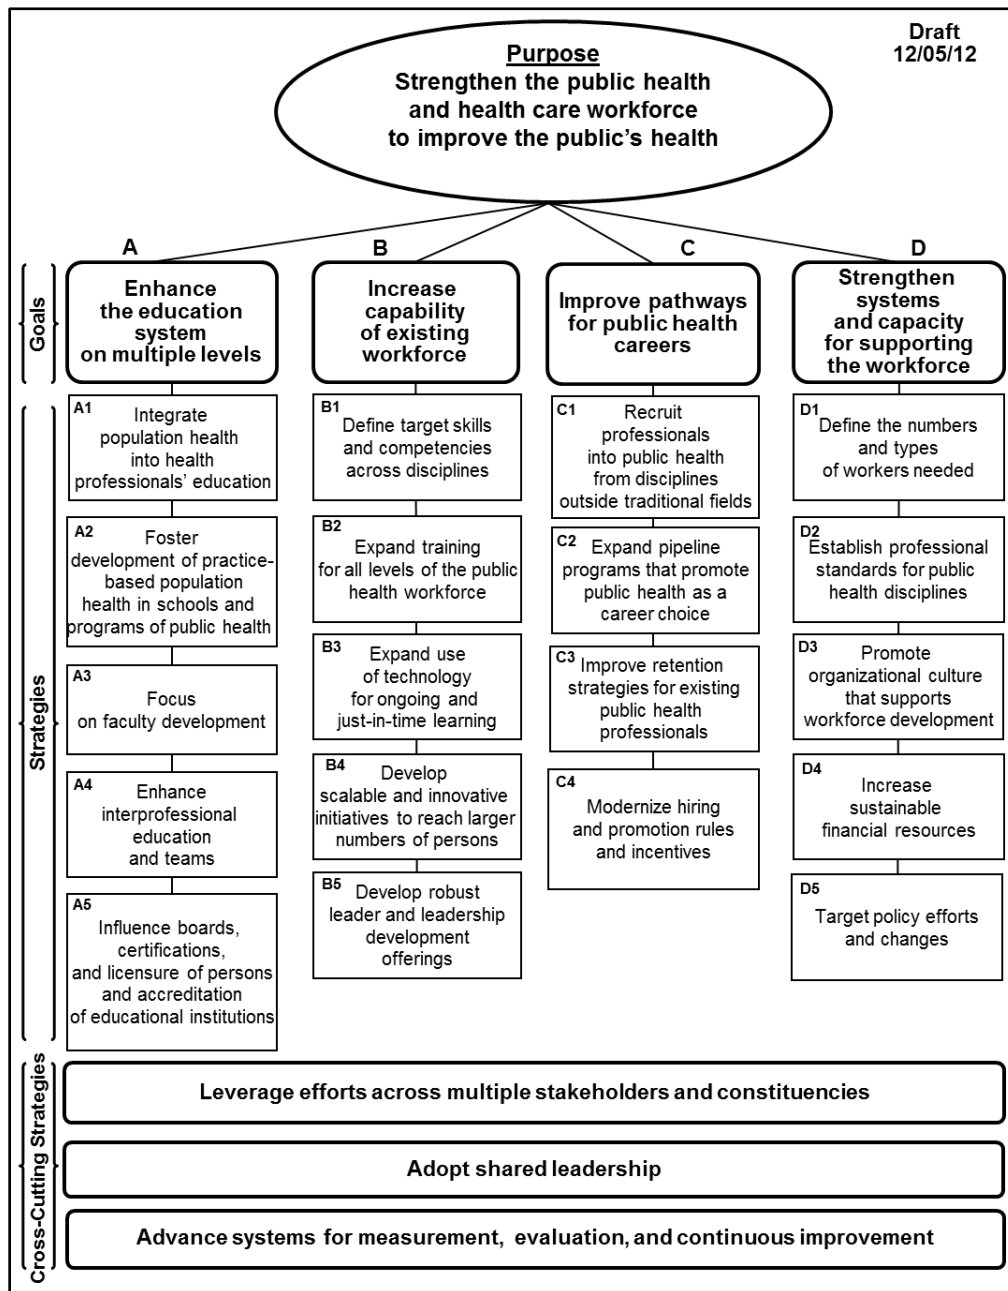 Draft
12/05/12
Purpose
Strengthen the public health
and health care workforce
to improve the public's health
A
B
C
D
Goals
Enhance
the education
system
on multiple levels
Increase
capability
of existing
workforce
Improve pathways
for public health
careers
Strengthen
systems
and capacity
for supporting
the workforce
Strategies
A1
Integrate
population health
into health
professionals' education
A2
Foster
development of practice-
based population
health in schools and
programs of public health
A3
Focus
on faculty development
A4
Enhance
interprofessional
education
and teams
A5
Influence boards,
certifications,
and licensure of persons
and accreditation
of educational institutions
B1
Define target skills
and competencies
across disciplines
B2
Expand training
for all levels of the public
health workforce
B3
Expand use
of technology
for ongoing and
just-in-time learning
B4
Develop
scalable and innovative
initiatives to reach larger
numbers of persons
B5
Develop robust
leader and leadership
development
offerings
C1
Recruit
professionals
into public health
from disciplines
outside traditional fields
C2
Expand pipeline
programs that promote
public health as a
career choice
C3
Improve retention
strategies for existing
public health
professionals
C4
Modernize hiring
and promotion rules
and incentives
D1
Define the numbers
and types
of workers needed
D2
Establish professional
standards for public
health disciplines
D3
Promote
organizational culture
that supports
workforce development
D4
Increase
sustainable
financial resources
D5
Target policy efforts
and changes
Cross-Cutting Strategies
Leverage efforts across multiple stakeholders and constituencies
Adopt shared leadership
Advance systems for measurement, evaluation, and continuous improvement